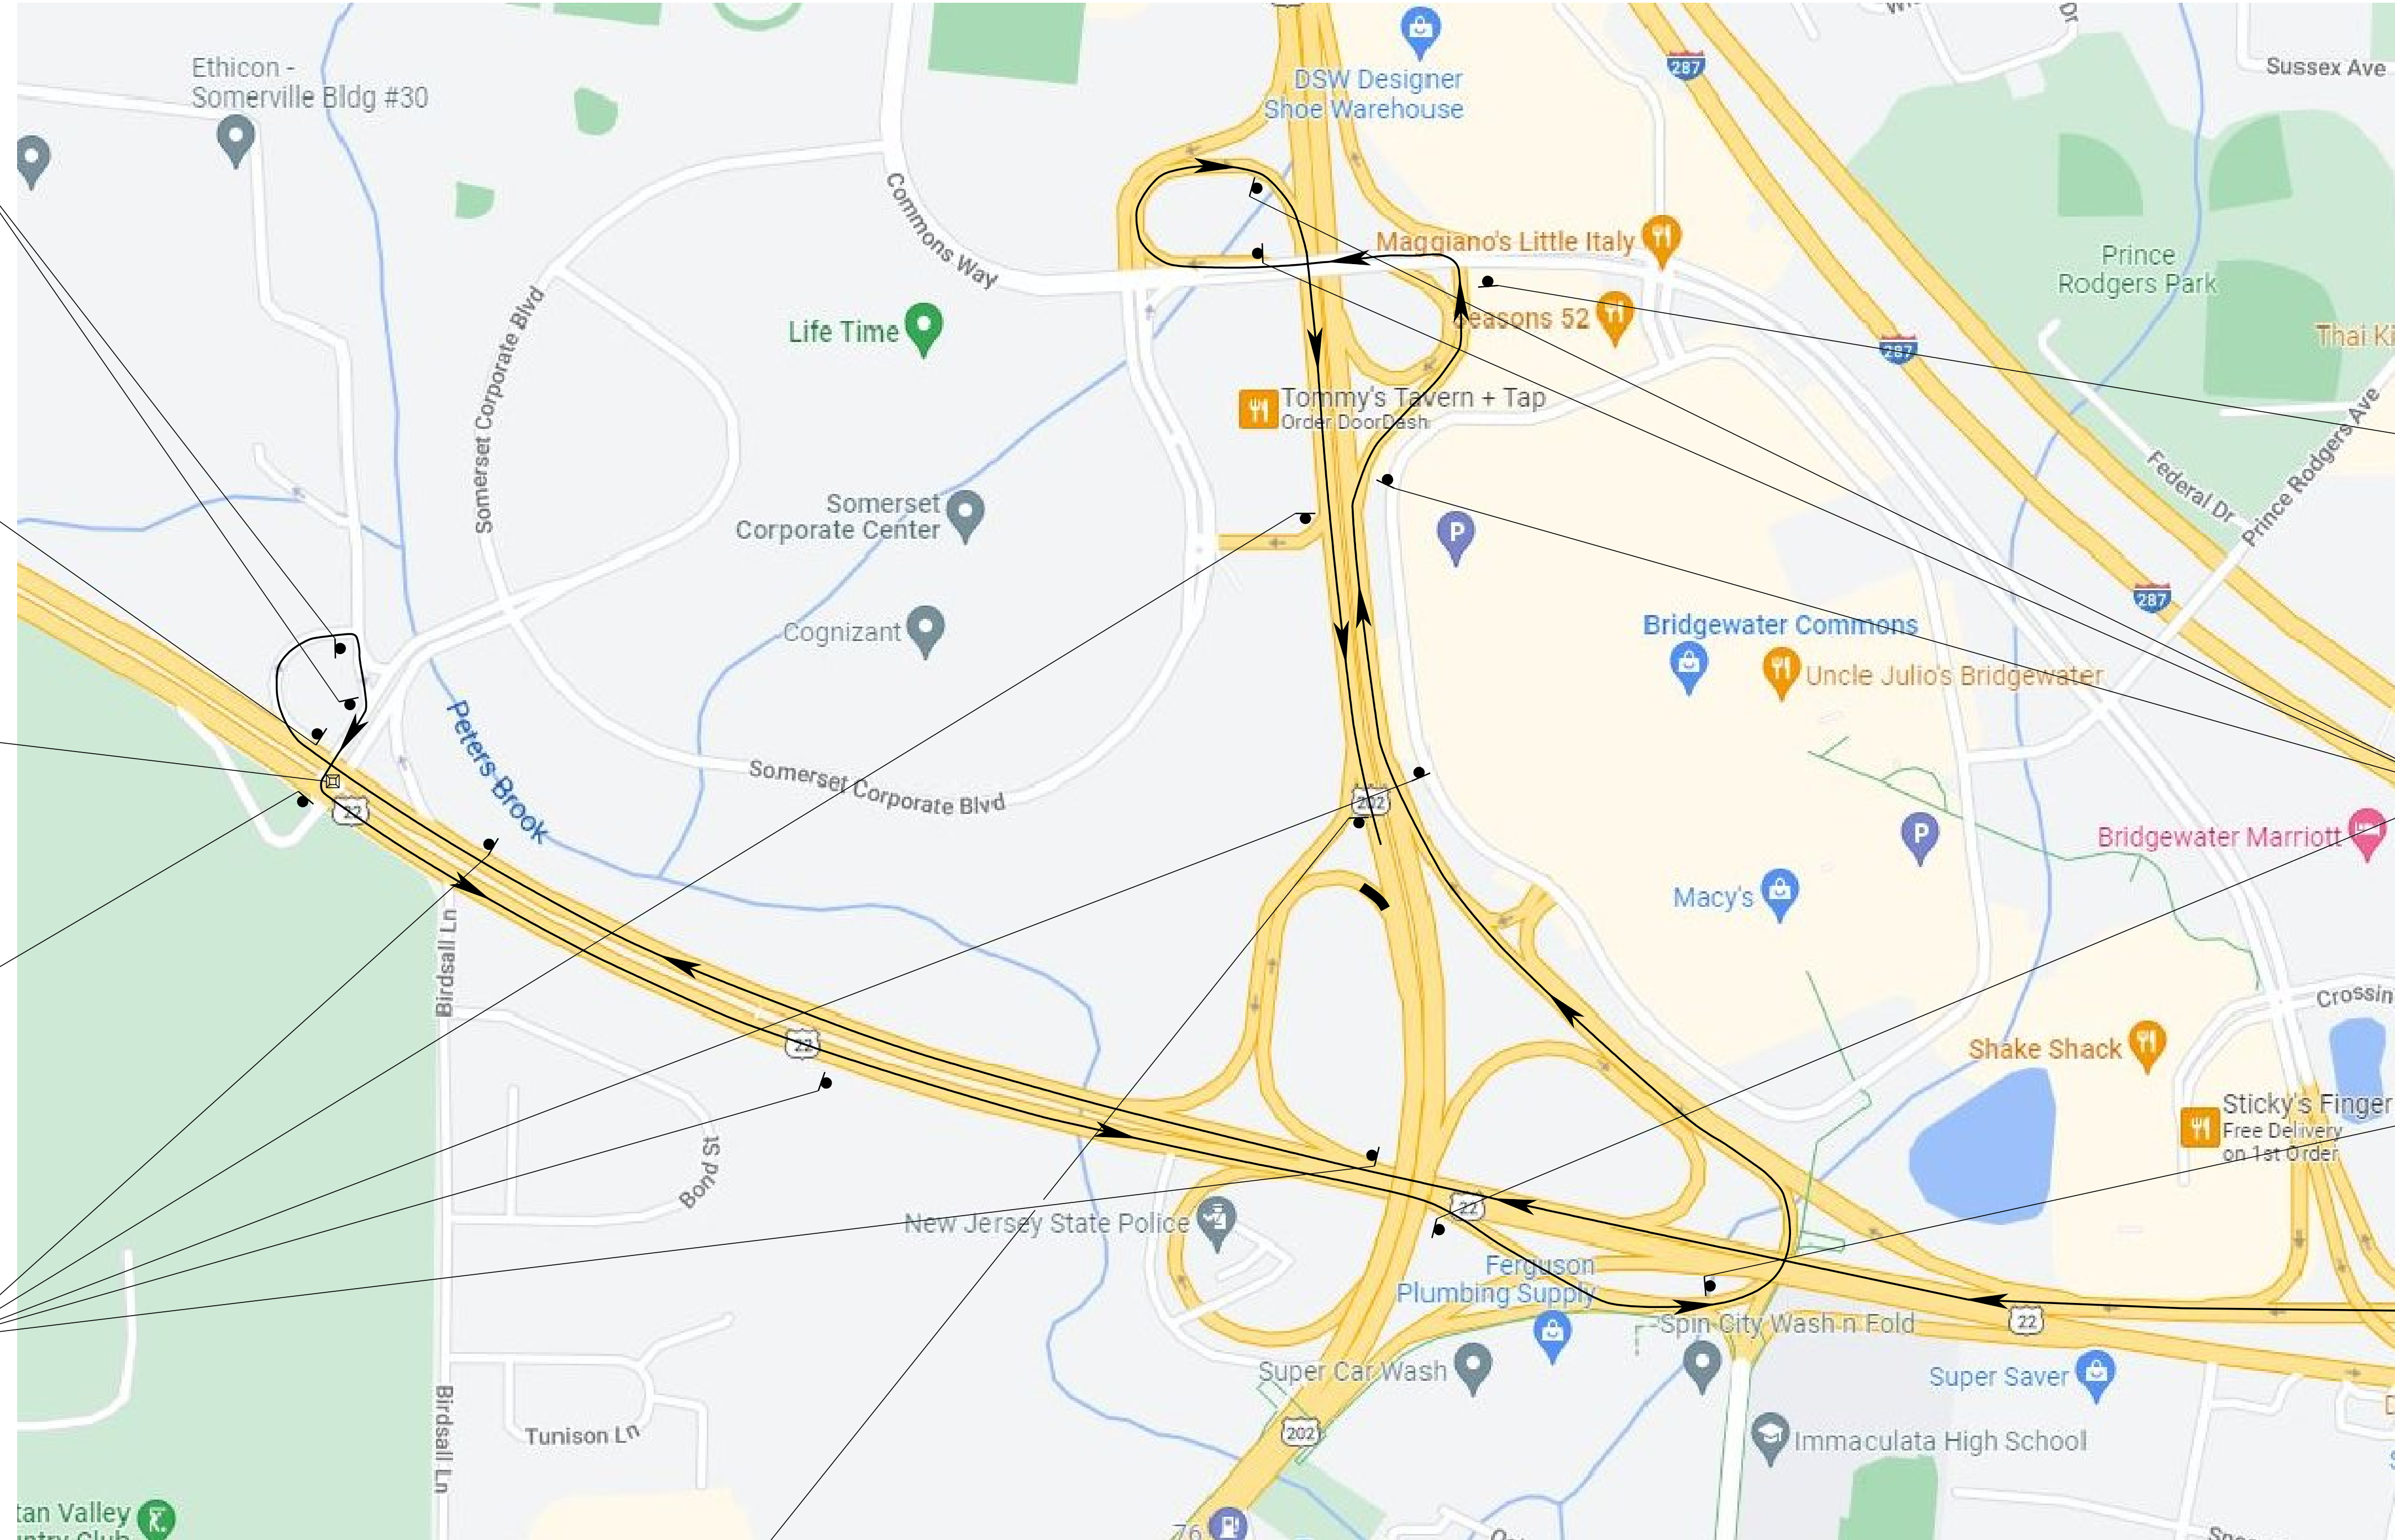 Ethicon -
Somerville Bldg #30
DSW Designer
Shoe Warehouse
287
Dr
Sussex Ave
Commons Way
Maggiano's Little Italy
Prince
Rodgers Park
Life Time
Seasons 52
287
Thai Ki
Somerset Corporate Blvd
Tommy's Tavern + Tap
Order DoorDash
Federal Dr
Prince Rodgers Ave
Somerset
Corporate Center
P
287
Cognizant
Bridgewater Commons
Uncle Julio's Bridgewater
Peters Brook
Somerset Corporate Blvd
202
22
Bridgewater Marriott
P
Macy's
Birdsall Ln
Crossin
22
Shake Shack
Sticky's Finger
Free Delivery
on 1st Order
Bond St
New Jersey State Police
22
Ferguson
Plumbing Supply
Spin City Wash n Fold
22
Super Car Wash
Super Saver
Birdsall Ln
Tunison Ln
202
Immaculata High School
tan Valley
untry Club
76